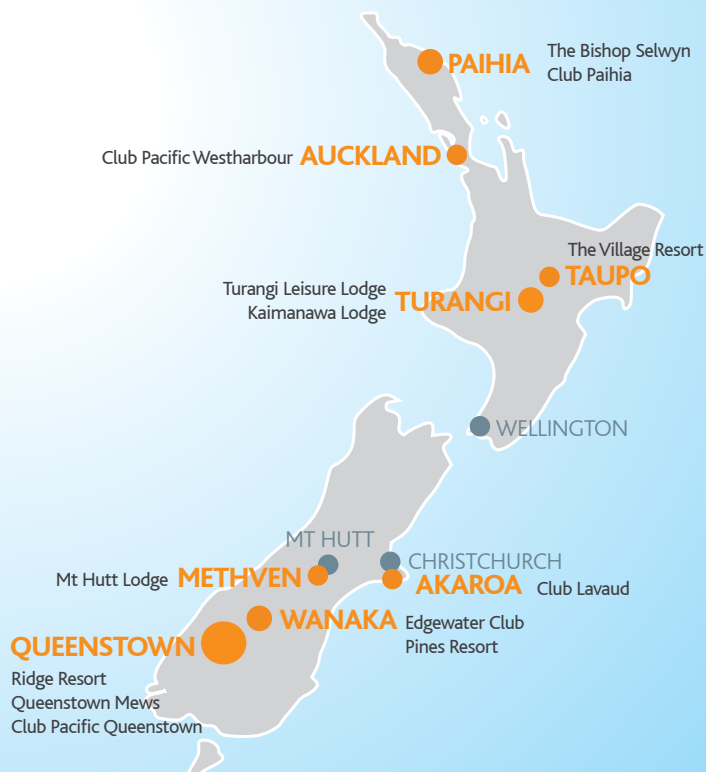 PAIHIA
The Bishop Selwyn
Club Paihia
Club Pacific Westharbour
AUCKLAND
The Village Resort
TAUPO
Turangi Leisure Lodge
Kaimanawa Lodge
TURANGI
WELLINGTON
MT HUTT
CHRISTCHURCH
Mt Hutt Lodge
METHVEN
AKAROA
Club Lavaud
WANAKA
Edgewater Club
Pines Resort
QUEENSTOWN
Ridge Resort
Queenstown Mews
Club Pacific Queenstown